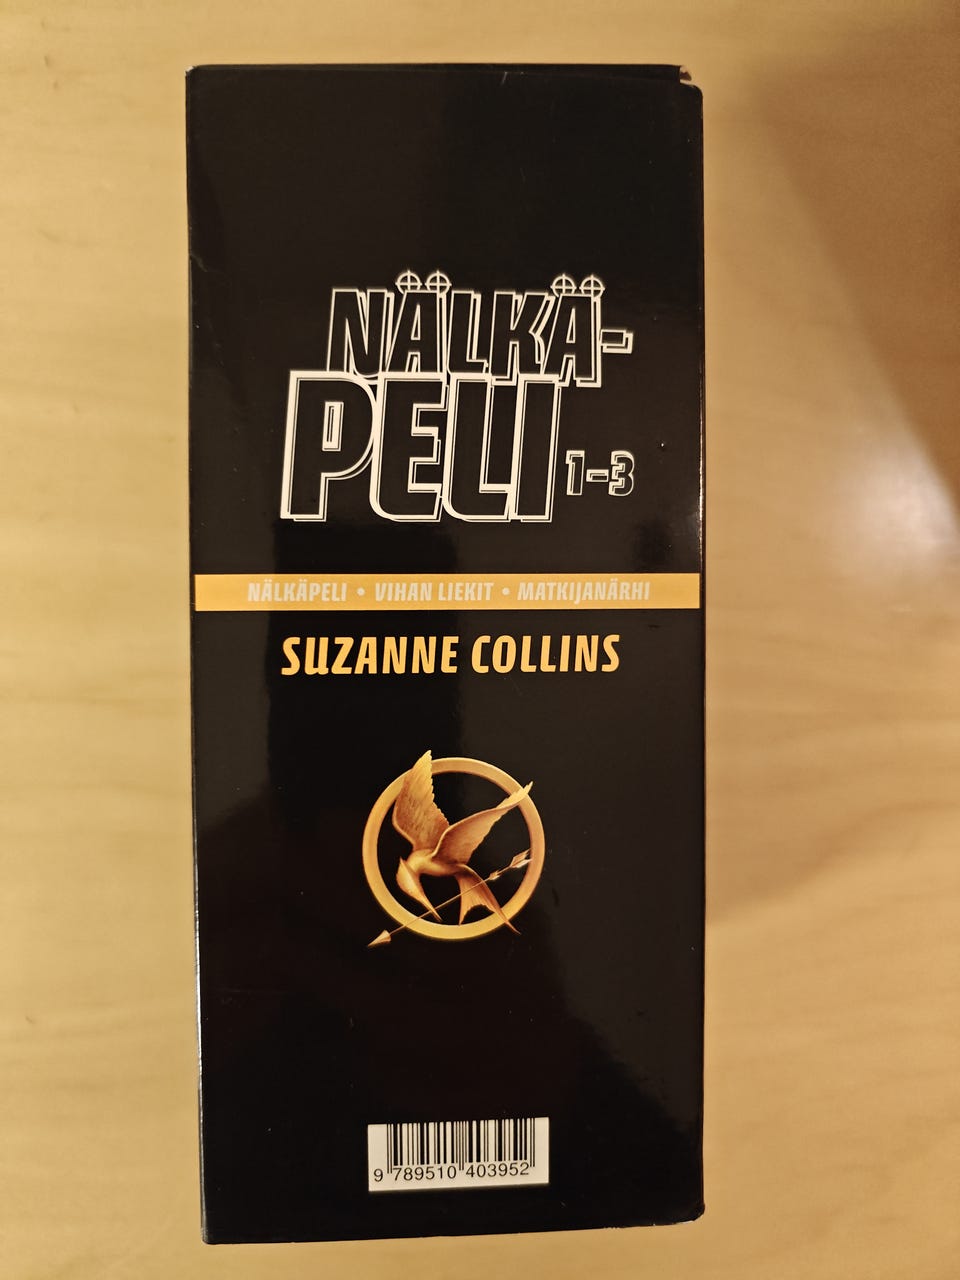 NÄLKÄ-
PELI 1-3
NÄLKÄPELI • VIHAN LIEKIT • MATKIJANÄRHI
SUZANNE COLLINS
9 789510 403952